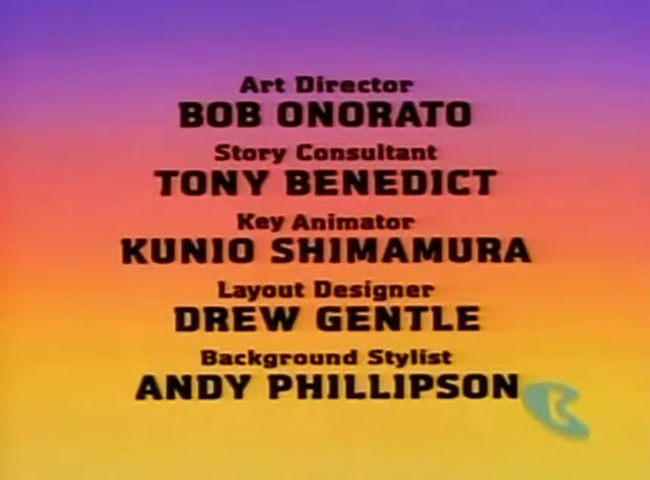 Art Director
BOB ONORATO
Story Consultant
TONY BENEDICT
Key Animator
KUNIO SHIMAMURA
Layout Designer
DREW GENTLE
Background Stylist
ANDY PHILLIPSON
B